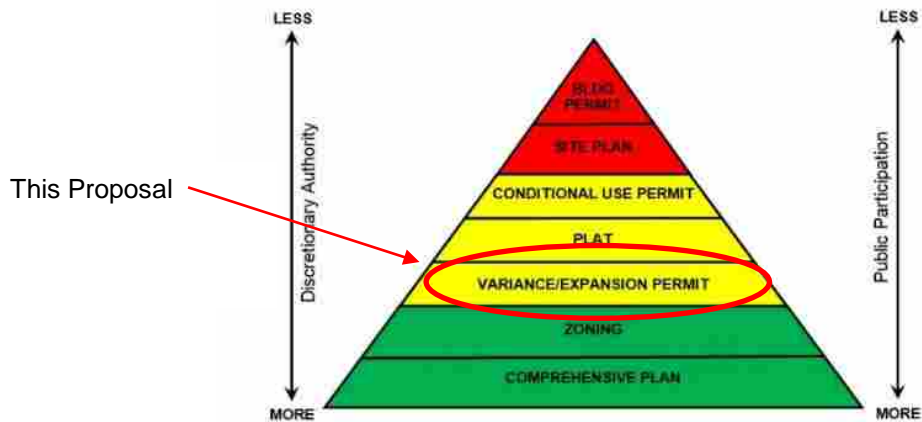 LESS
LESS
BLDG
PERMIT
SITE PLAN
This Proposal
Discretionary Authority
CONDITIONAL USE PERMIT
Public Participation
PLAT
VARIANCE/EXPANSION PERMIT
ZONING
COMPREHENSIVE PLAN
MORE
MORE